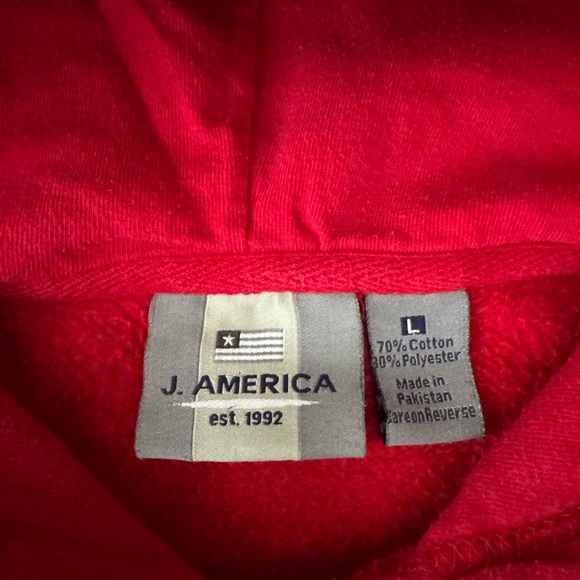 J. AMERICA
est. 1992
L
70% Cotton
30% Polyester
Made in
Pakistan
CareonReverse